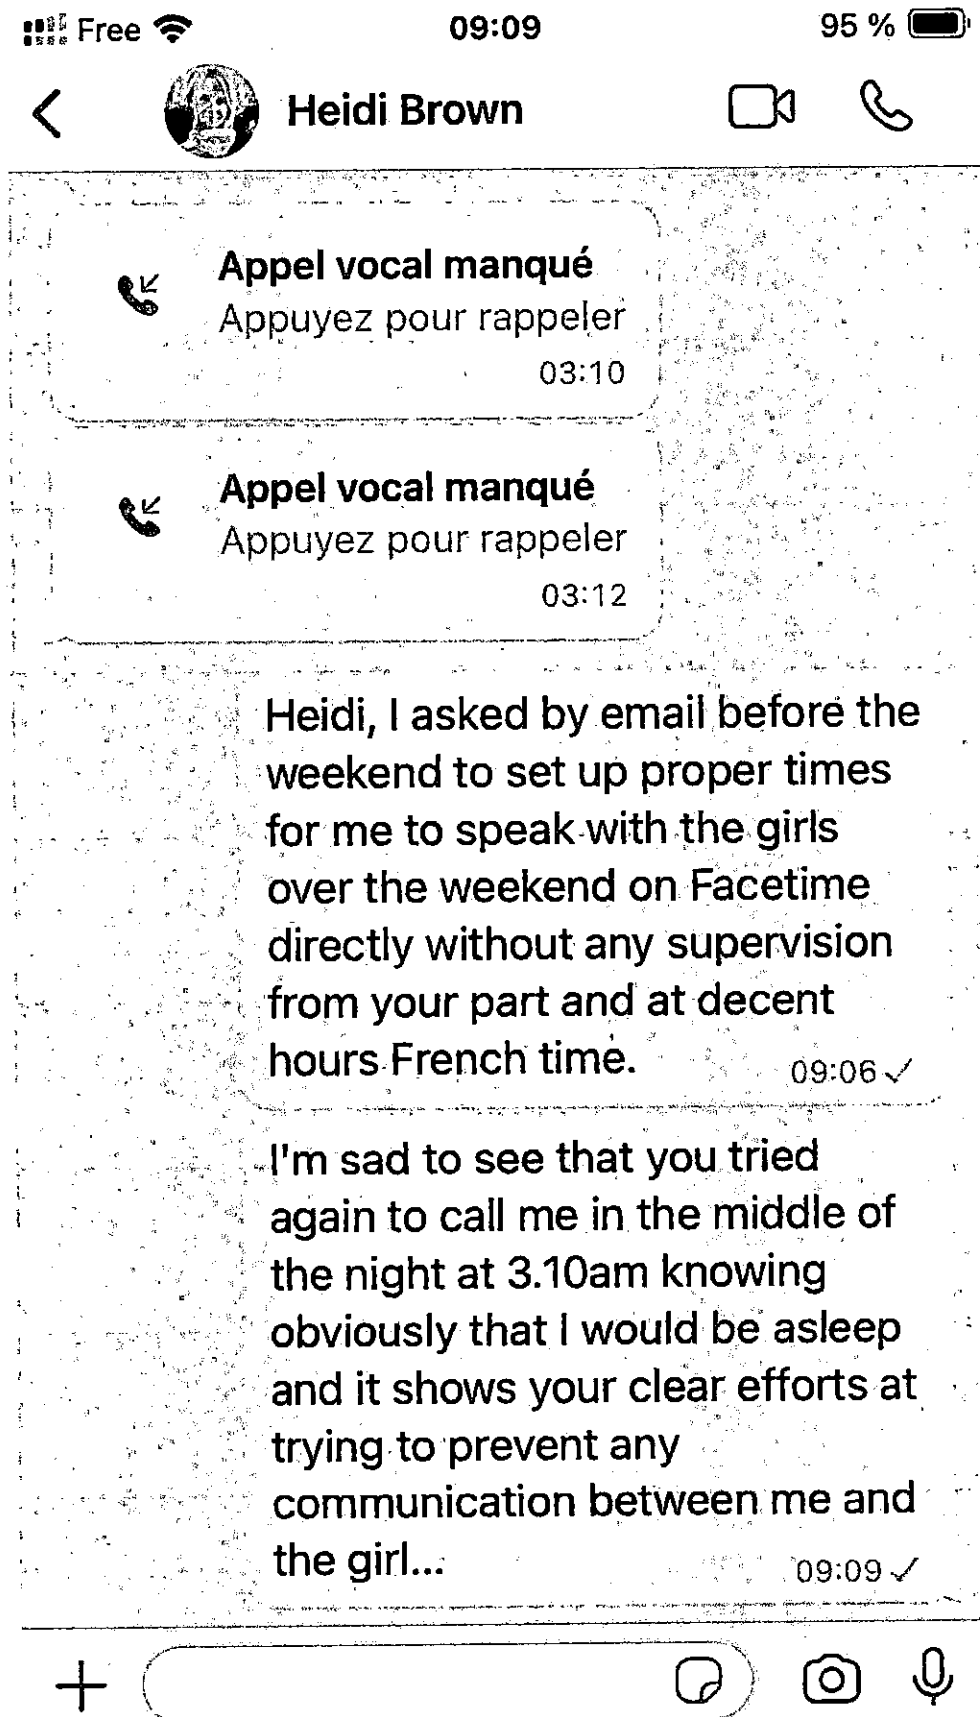 Free 09:09 95 %
Heidi Brown
Appel vocal manqué
Appuyez pour rappeler
03:10
Appel vocal manqué
Appuyez pour rappeler
03:12
Heidi, I asked by email before the
weekend to set up proper times
for me to speak with the girls
over the weekend on Facetime
directly without any supervision
from your part and at decent
hours French time. 09:06
I'm sad to see that you tried
again to call me in the middle of
the night at 3.10am knowing
obviously that I would be asleep
and it shows your clear efforts at
trying to prevent any
communication between me and
the girl... 09:09